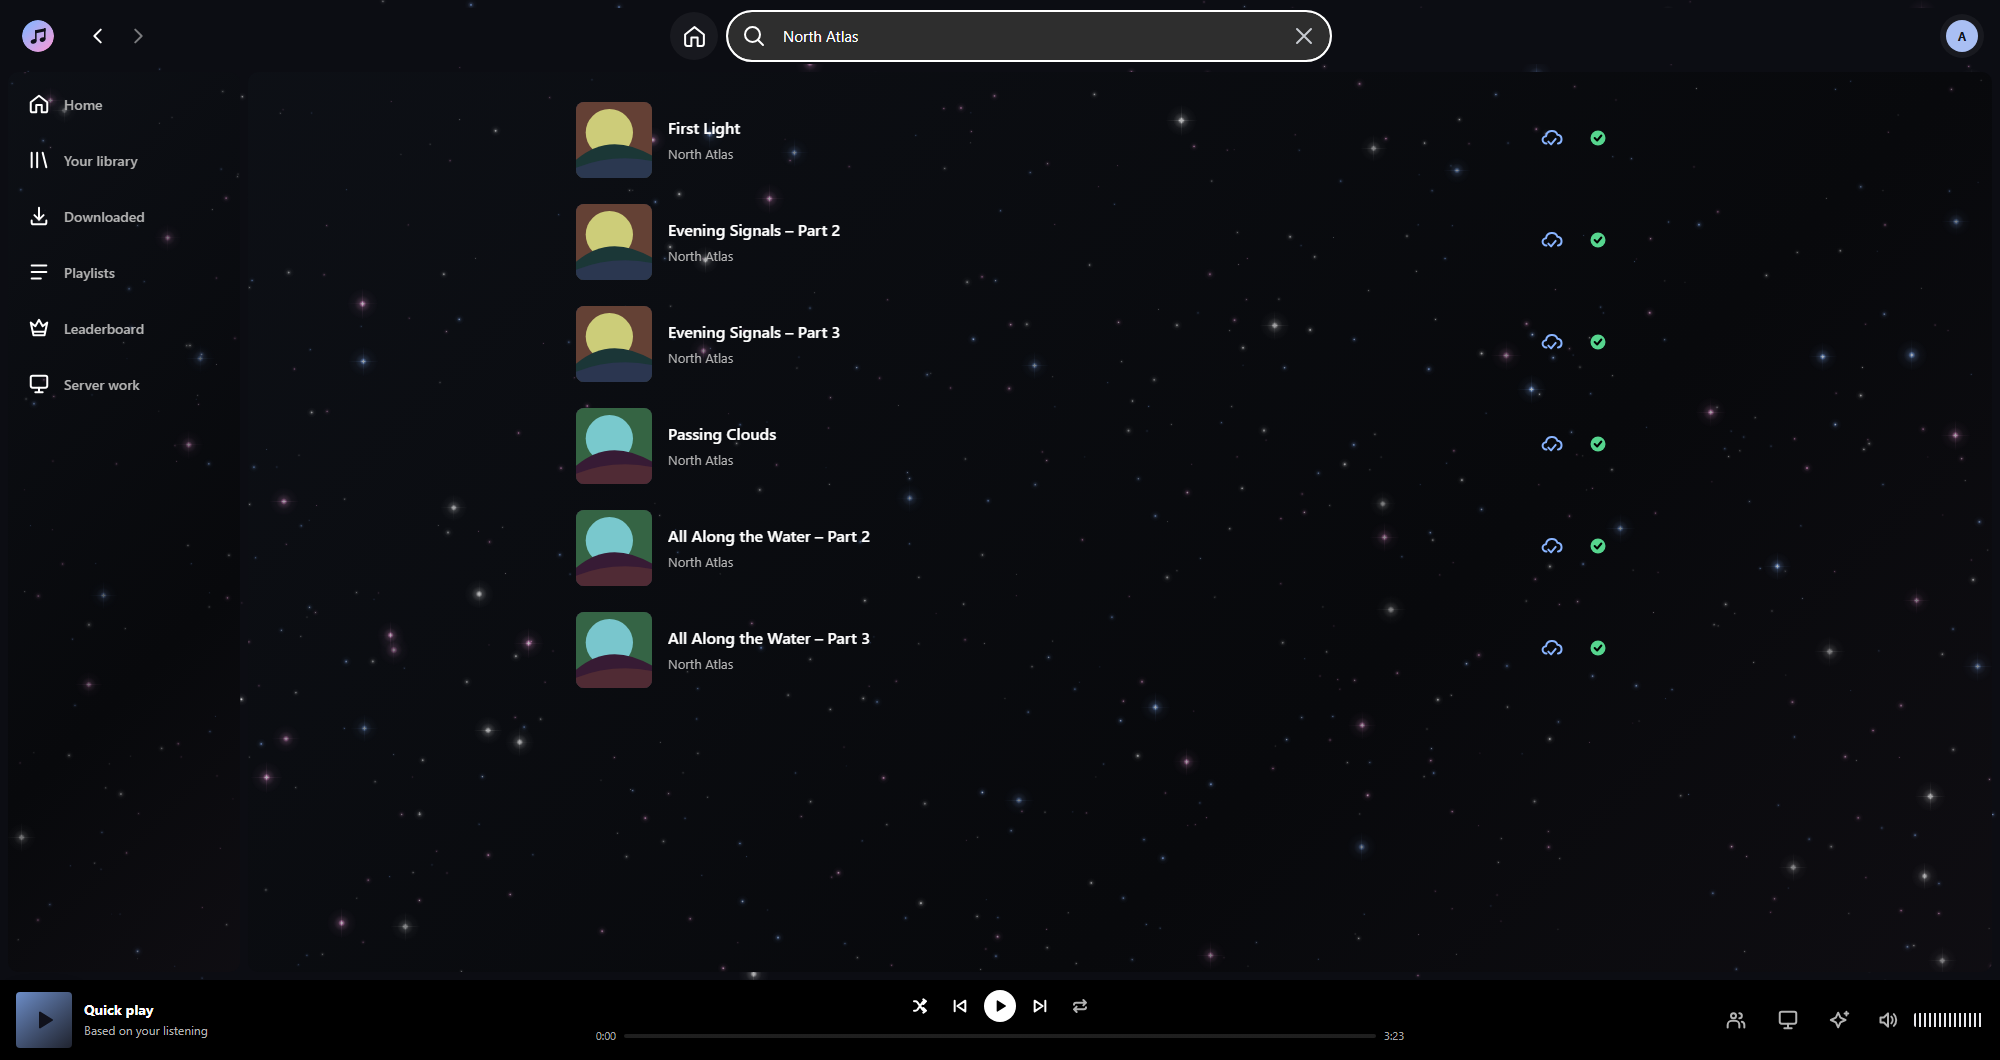 North Atlas
A
Home
Your library
Downloaded
Playlists
Leaderboard
Server work
First Light
North Atlas
Evening Signals – Part 2
North Atlas
Evening Signals – Part 3
North Atlas
Passing Clouds
North Atlas
All Along the Water – Part 2
North Atlas
All Along the Water – Part 3
North Atlas
Quick play
Based on your listening
0:00
3:23